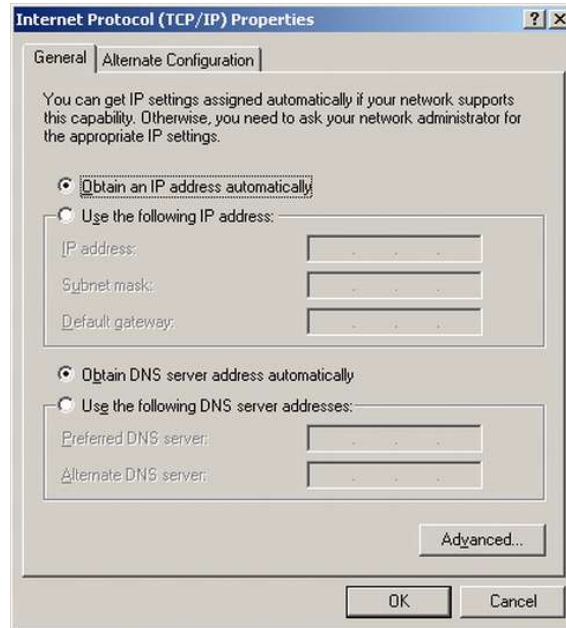 Internet Protocol (TCP/IP) Properties
General
Alternate Configuration
You can get IP settings assigned automatically if your network supports
this capability. Otherwise, you need to ask your network administrator for
the appropriate IP settings.
Obtain an IP address automatically
Use the following IP address:
IP address:
Subnet mask:
Default gateway:
Obtain DNS server address automatically
Use the following DNS server addresses:
Preferred DNS server:
Alternate DNS server:
Advanced...
OK
Cancel